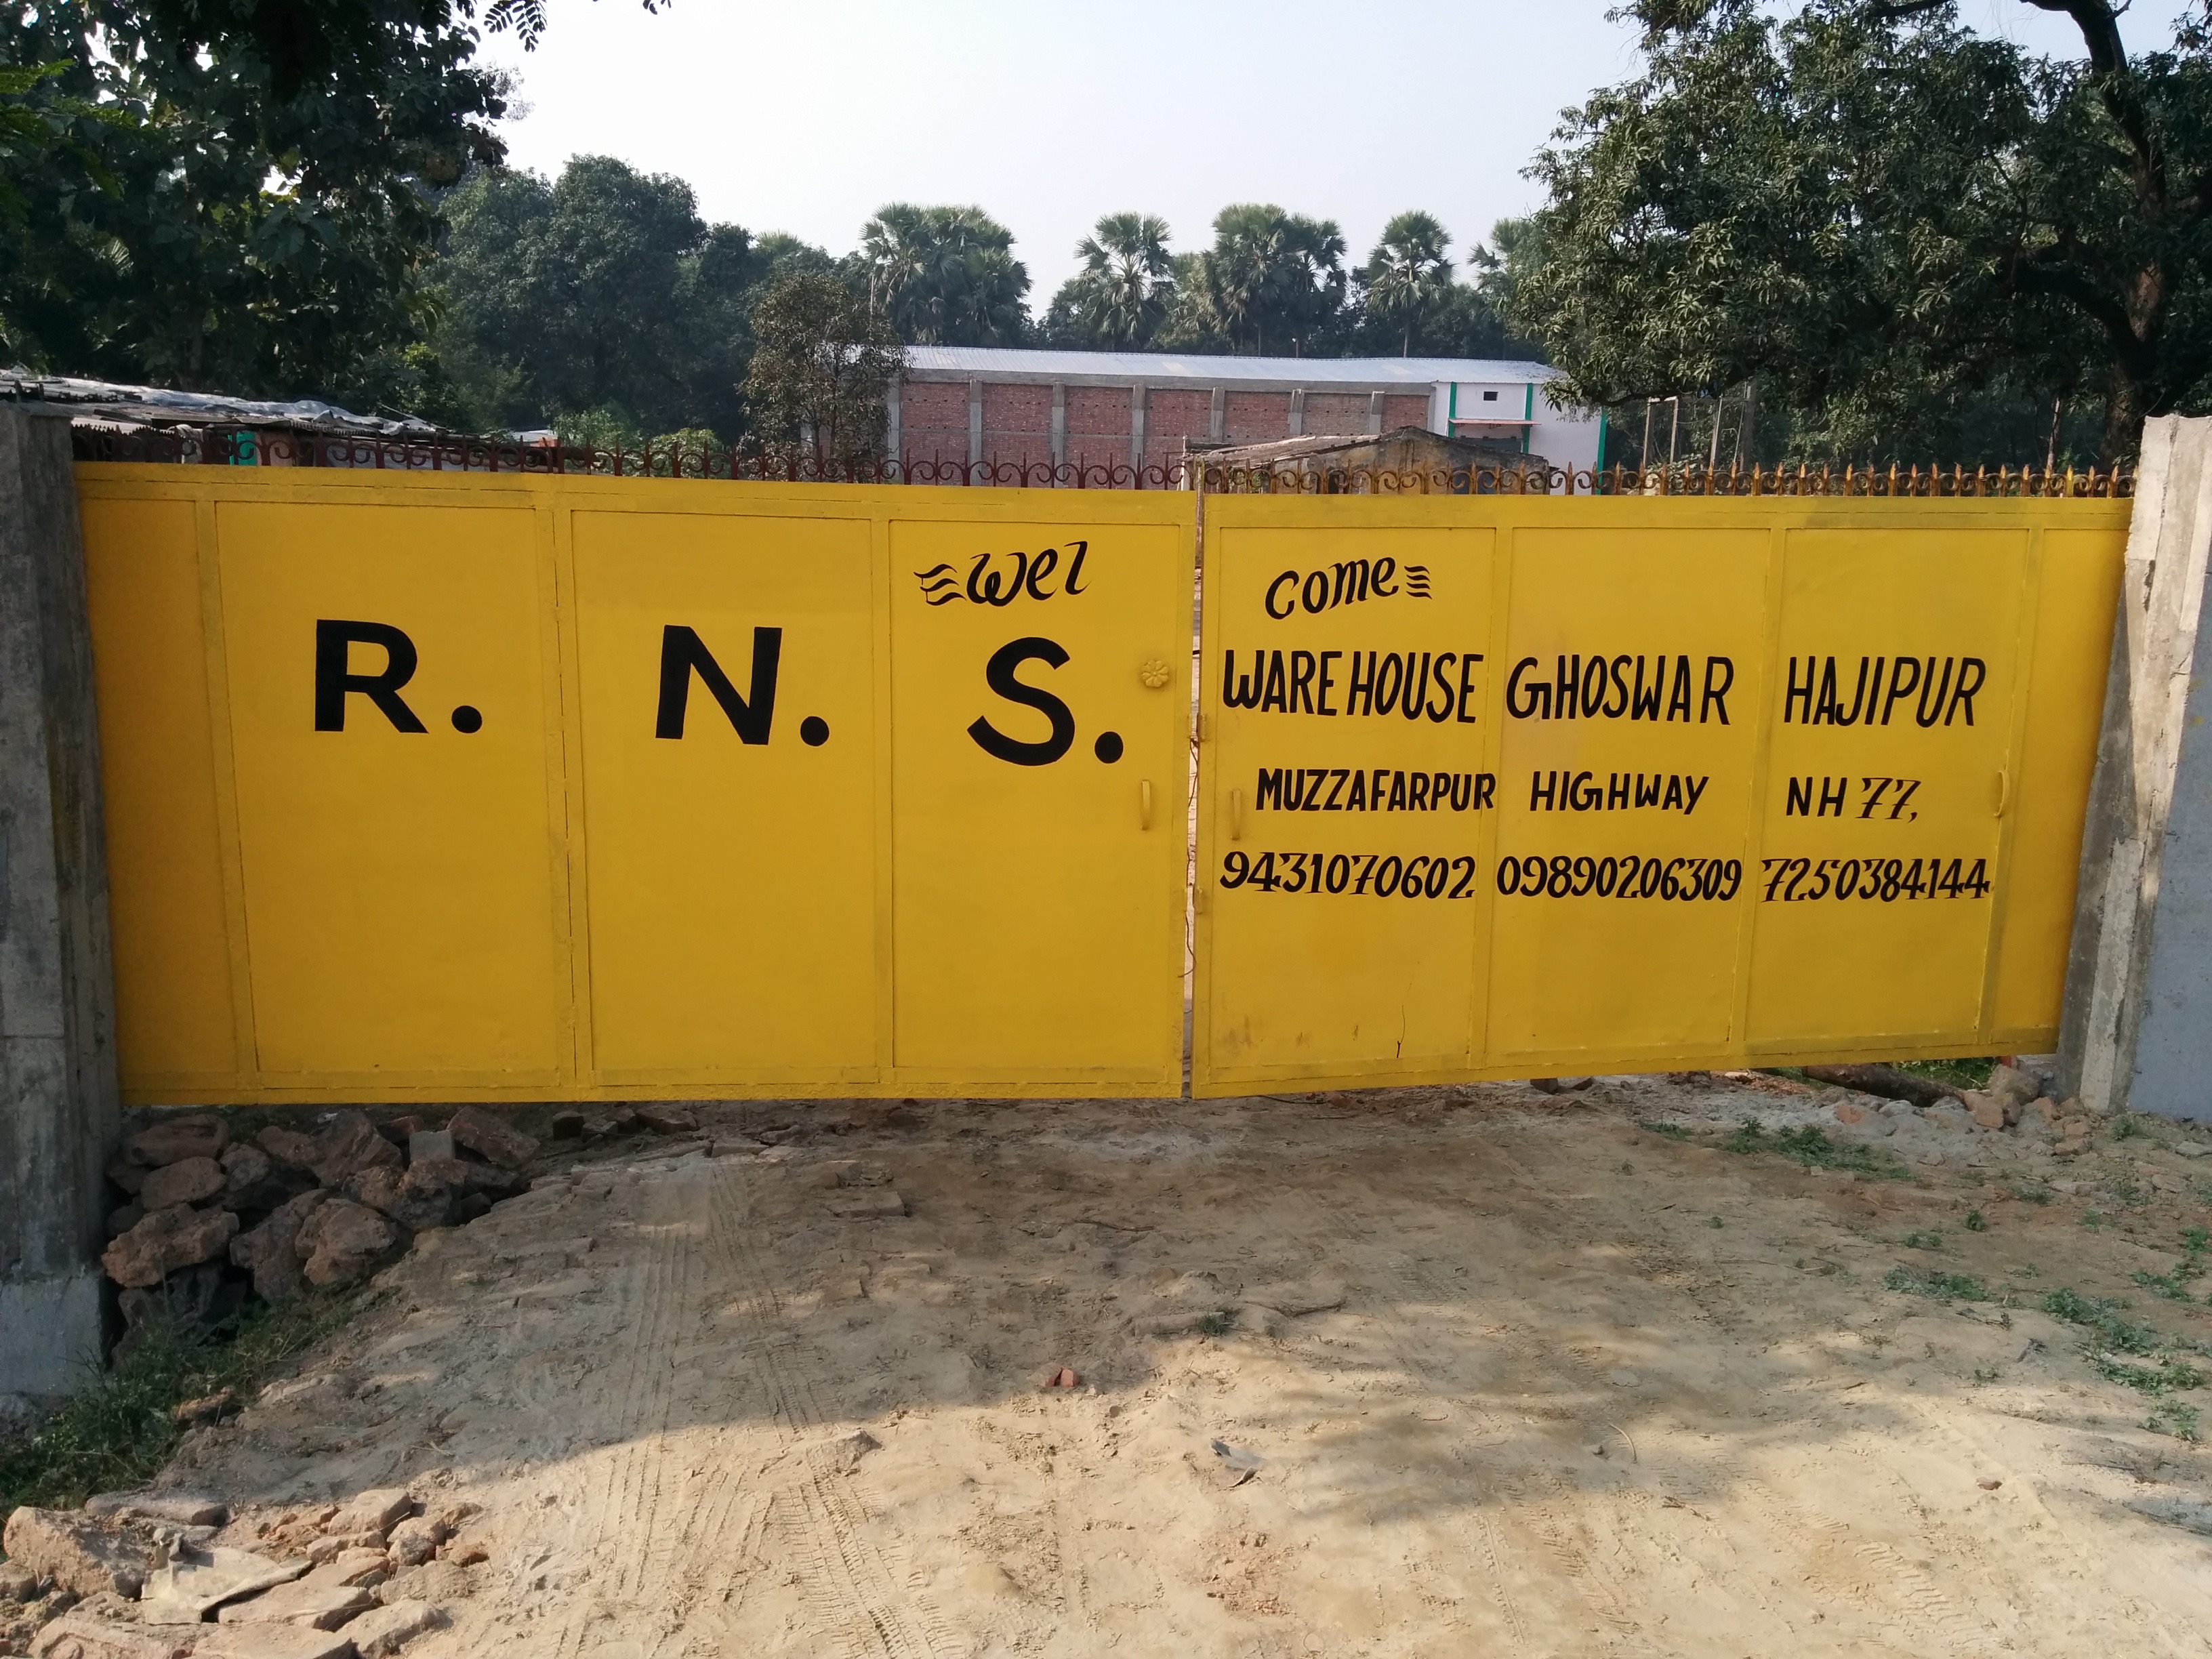 wel come
R. N. S. WARE HOUSE GHOSWAR HAJIPUR
MUZZAFARPUR HIGHWAY NH 77,
9431070602 09890206309 7250384144